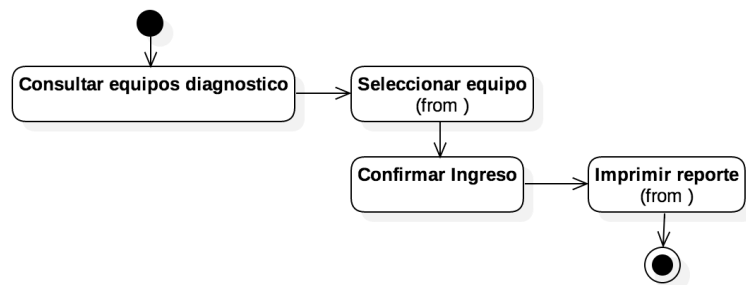 Consultar equipos diagnostico
Seleccionar equipo
(from )
Confirmar Ingreso
Imprimir reporte
(from )